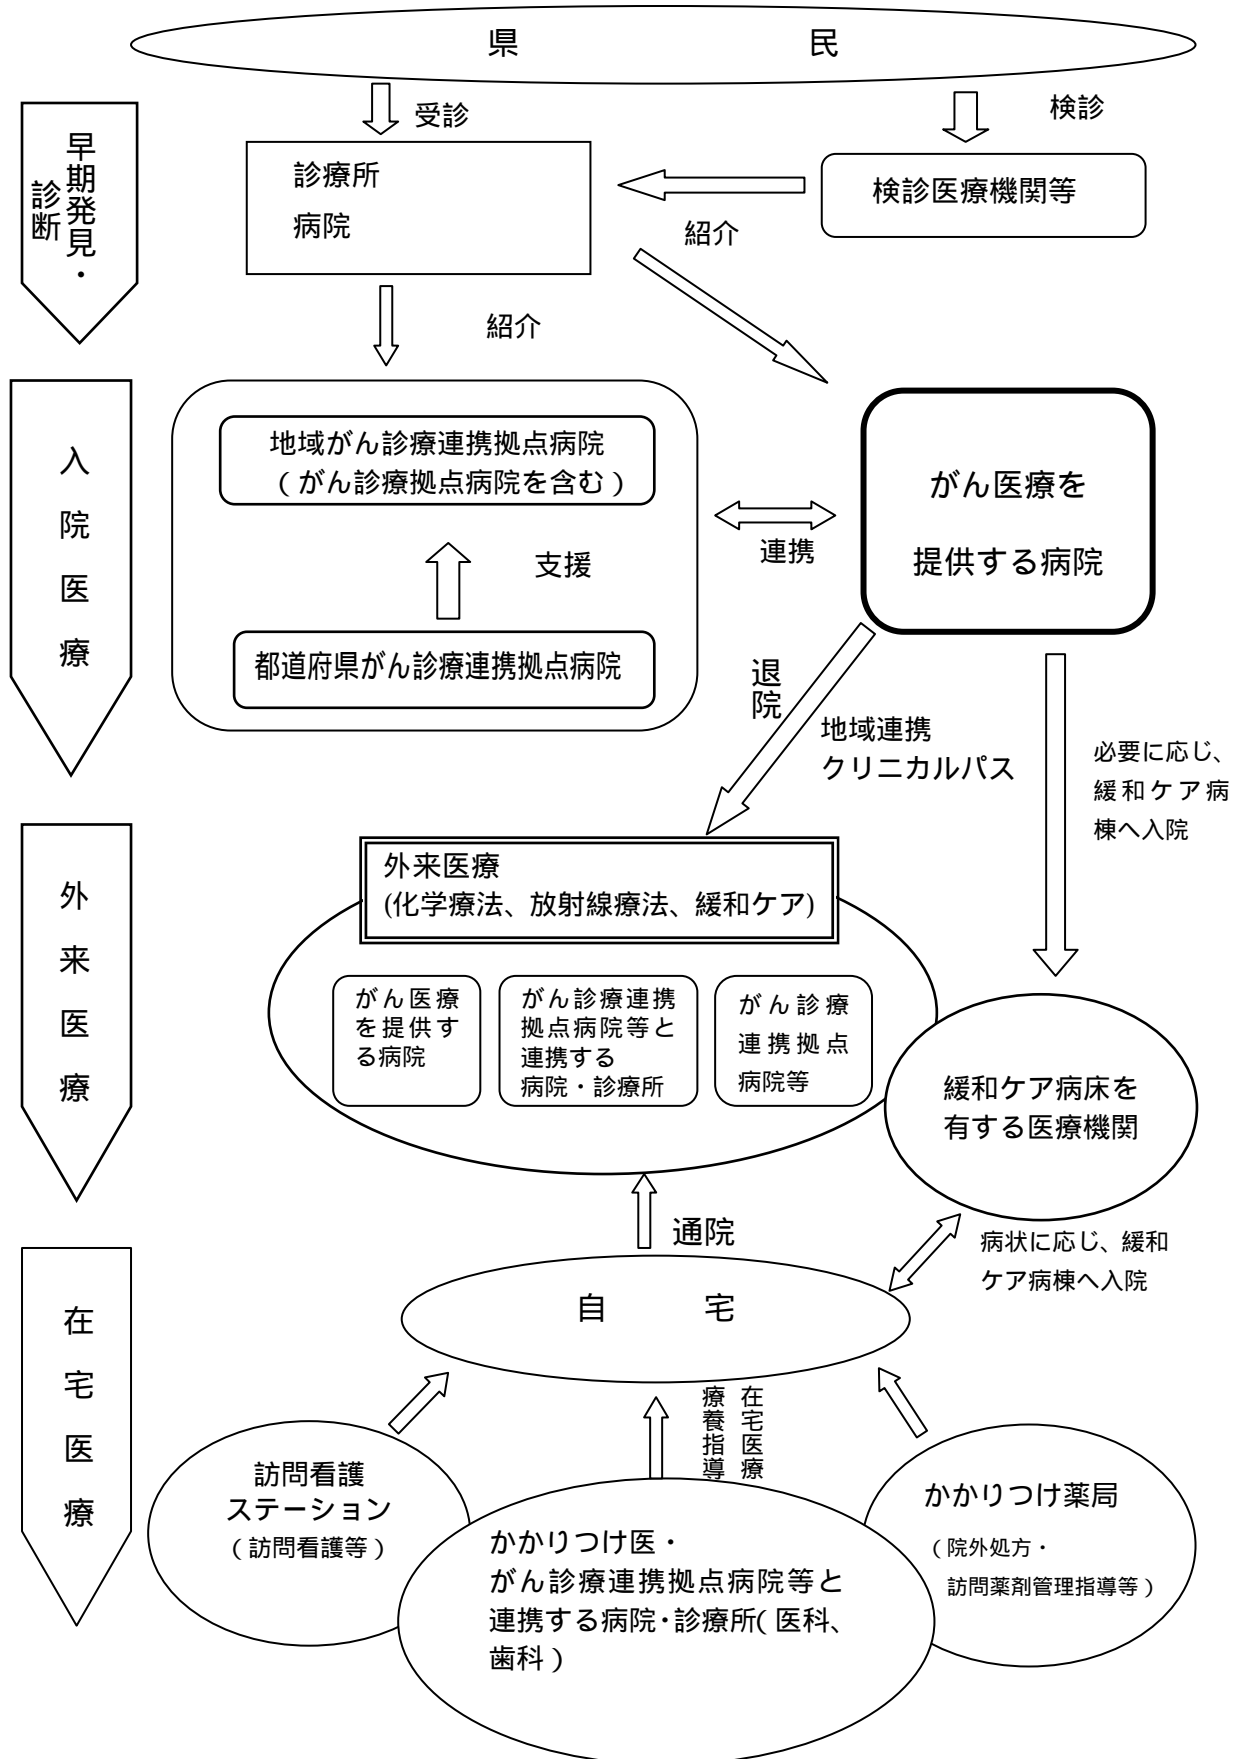 県　民
受診
検診
早期発見・
診断
診療所
病院
検診医療機関等
紹介
紹介
入院医療
地域がん診療連携拠点病院
（がん診療拠点病院を含む）
支援
都道府県がん診療連携拠点病院
連携
がん医療を
提供する病院
退院
地域連携
クリニカルパス
必要に応じ、
緩和ケア病
棟へ入院
外来医療
外来医療
(化学療法、放射線療法、緩和ケア)
がん医療
を提供す
る病院
がん診療連携
拠点病院等と
連携する
病院・診療所
がん診療
連携拠点
病院等
緩和ケア病床を
有する医療機関
通院
病状に応じ、緩和
ケア病棟へ入院
在宅医療
自　宅
在宅医療
療養指導
訪問看護
ステーション
（訪問看護等）
かかりつけ医・
がん診療連携拠点病院等と
連携する病院・診療所（医科、
歯科）
かかりつけ薬局
（院外処方・
訪問薬剤管理指導等）